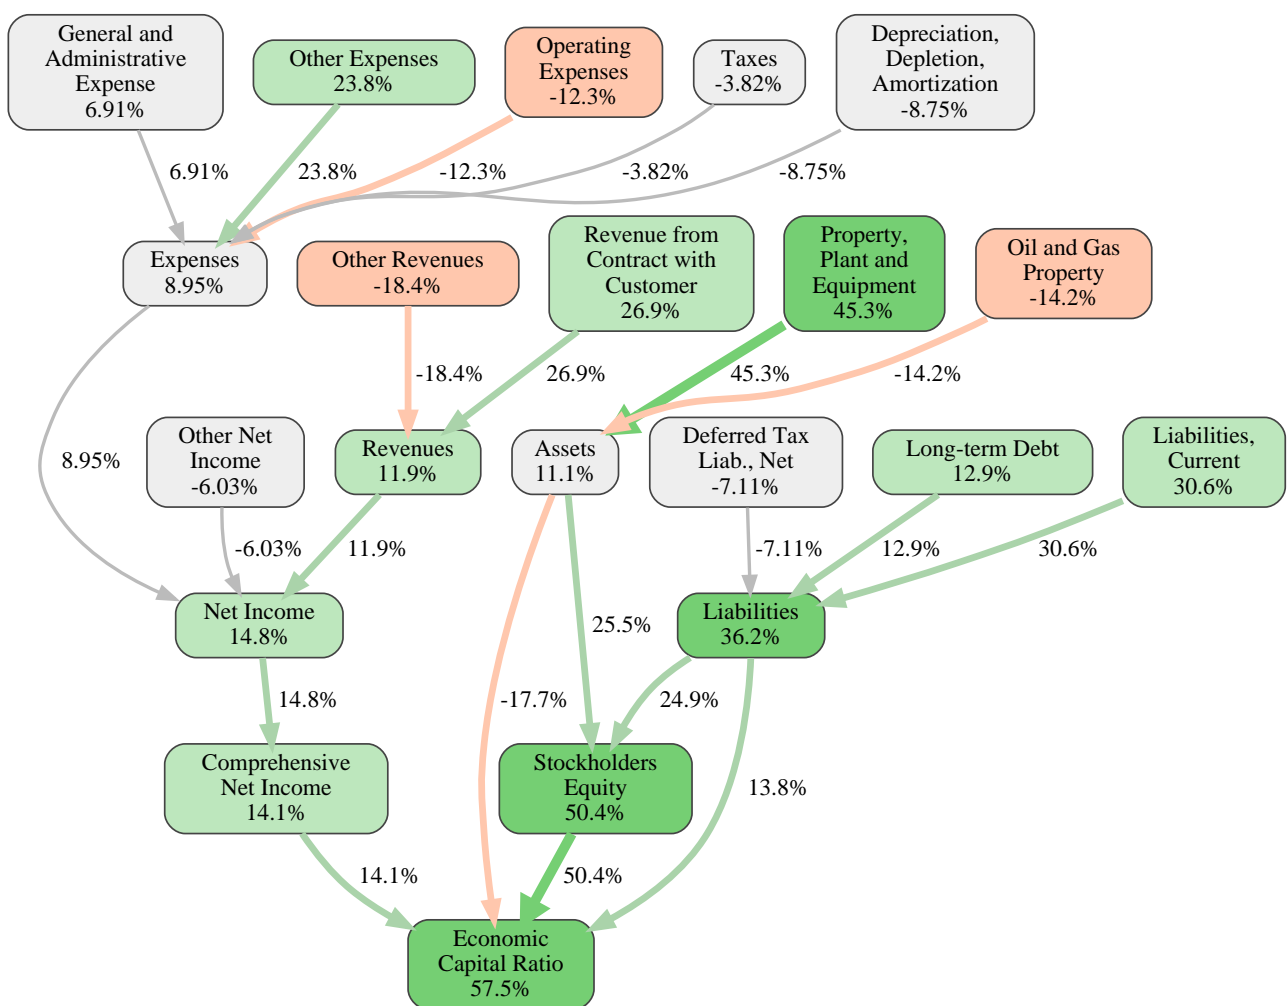 General and
Administrative
Expense
6.91%
Other Expenses
23.8%
Operating
Expenses
-12.3%
Taxes
-3.82%
Depreciation,
Depletion,
Amortization
-8.75%
6.91%
23.8%
-12.3%
-3.82%
-8.75%
Expenses
8.95%
Other Revenues
-18.4%
Revenue from
Contract with
Customer
26.9%
Property,
Plant and
Equipment
45.3%
Oil and Gas
Property
-14.2%
-18.4%
26.9%
45.3%
-14.2%
8.95%
Other Net
Income
-6.03%
Revenues
11.9%
Assets
11.1%
Deferred Tax
Liab., Net
-7.11%
Long-term Debt
12.9%
Liabilities,
Current
30.6%
-6.03%
11.9%
-7.11%
12.9%
30.6%
Net Income
14.8%
25.5%
Liabilities
36.2%
14.8%
-17.7%
24.9%
Comprehensive
Net Income
14.1%
Stockholders
Equity
50.4%
13.8%
14.1%
50.4%
Economic
Capital Ratio
57.5%